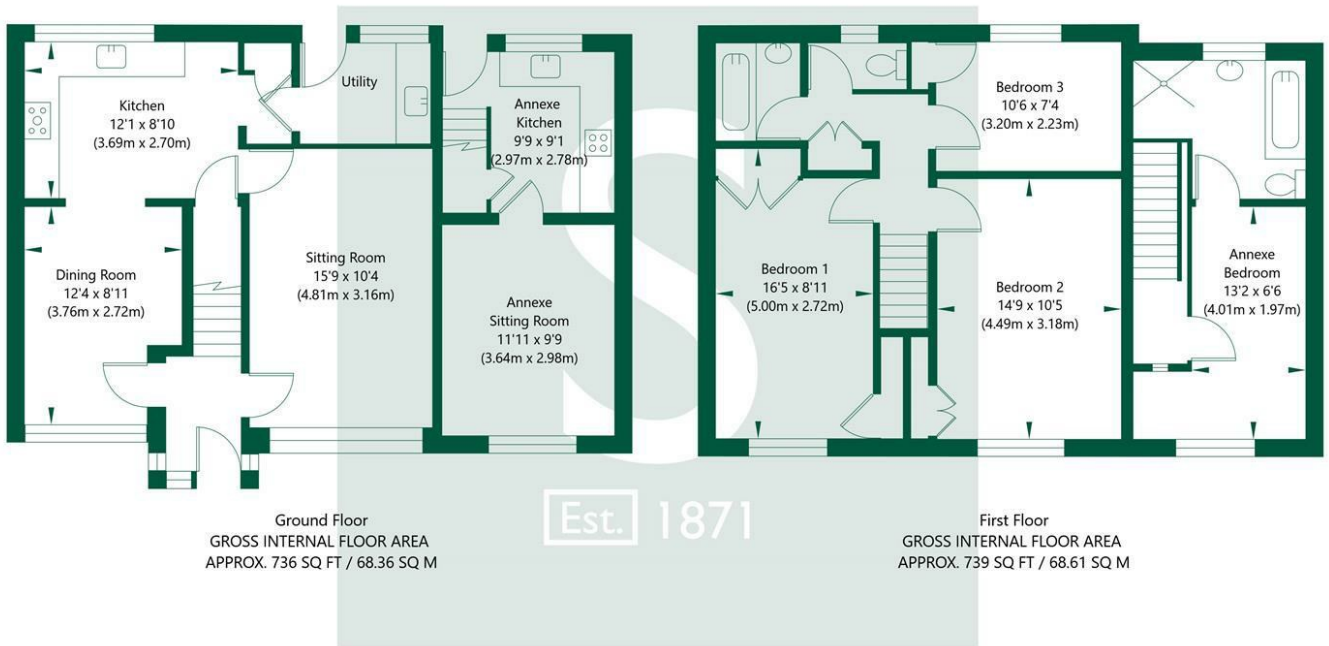 Kitchen
12'1 x 8'10
(3.69m x 2.70m)
Utility
Annexe
Kitchen
9'9 x 9'1
(2.97m x 2.78m)
Dining Room
12'4 x 8'11
(3.76m x 2.72m)
Sitting Room
15'9 x 10'4
(4.81m x 3.16m)
Annexe
Sitting Room
11'11 x 9'9
(3.64m x 2.98m)
Ground Floor
GROSS INTERNAL FLOOR AREA
APPROX. 736 SQ FT / 68.36 SQ M
Bedroom 3
10'6 x 7'4
(3.20m x 2.23m)
Bedroom 1
16'5 x 8'11
(5.00m x 2.72m)
Bedroom 2
14'9 x 10'5
(4.49m x 3.18m)
Annexe
Bedroom
13'2 x 6'6
(4.01m x 1.97m)
First Floor
GROSS INTERNAL FLOOR AREA
APPROX. 739 SQ FT / 68.61 SQ M
S
Est. 1871